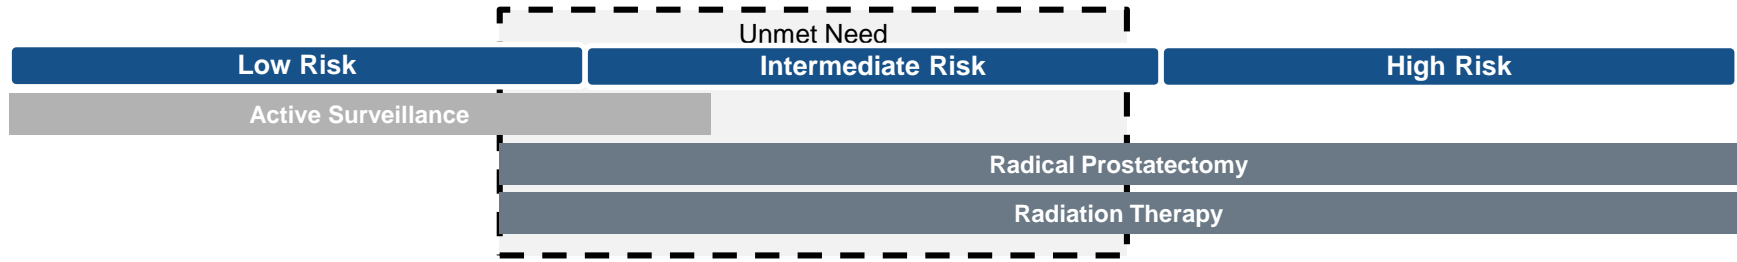 Unmet Need
Low Risk
Intermediate Risk
High Risk
Active Surveillance
Radical Prostatectomy
Radiation Therapy